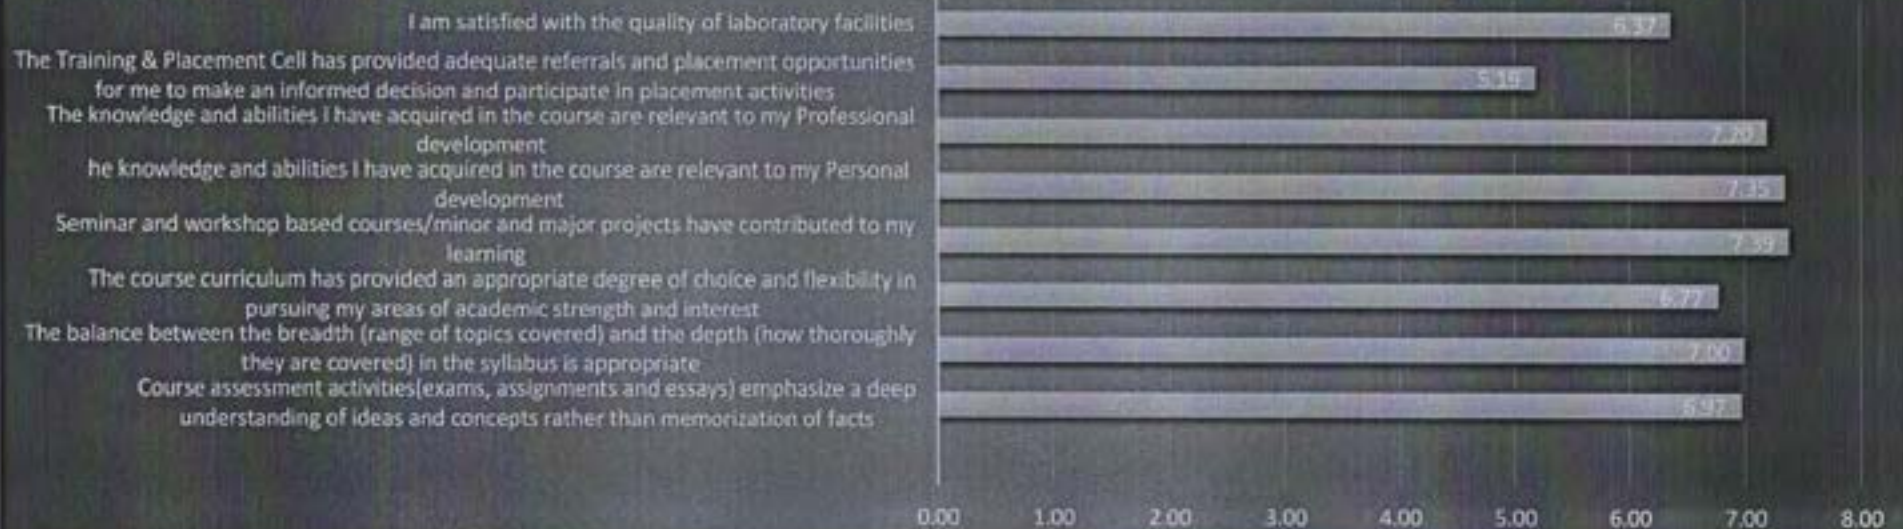 I am satisfied with the quality of laboratory facilities
6.37
The Training & Placement Cell has provided adequate referrals and placement opportunities
for me to make an informed decision and participate in placement activities
5.19
The knowledge and abilities I have acquired in the course are relevant to my Professional
development
7.20
he knowledge and abilities I have acquired in the course are relevant to my Personal
development
7.35
Seminar and workshop based courses/minor and major projects have contributed to my
learning
7.39
The course curriculum has provided an appropriate degree of choice and flexibility in
pursuing my areas of academic strength and interest
6.77
The balance between the breadth (range of topics covered) and the depth (how thoroughly
they are covered) in the syllabus is appropriate
7.00
Course assessment activities(exams, assignments and essays) emphasize a deep
understanding of ideas and concepts rather than memorization of facts
6.97
0.00 1.00 2.00 3.00 4.00 5.00 6.00 7.00 8.00